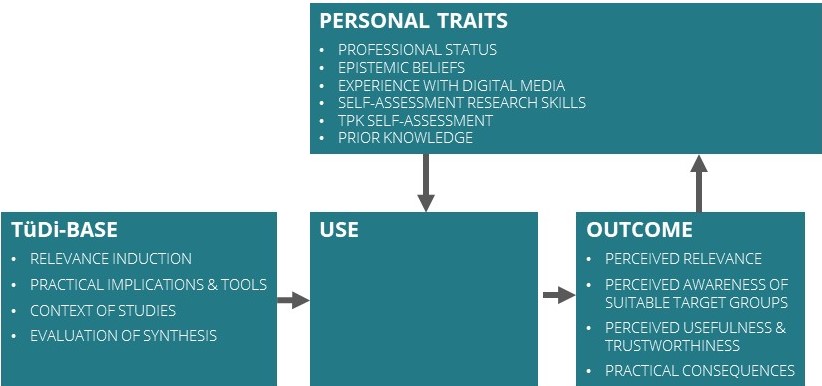 PERSONAL TRAITS
• PROFESSIONAL STATUS
• EPISTEMIC BELIEFS
• EXPERIENCE WITH DIGITAL MEDIA
• SELF-ASSESSMENT RESEARCH SKILLS
• TPK SELF-ASSESSMENT
• PRIOR KNOWLEDGE
TüDi-BASE
• RELEVANCE INDUCTION
• PRACTICAL IMPLICATIONS & TOOLS
• CONTEXT OF STUDIES
• EVALUATION OF SYNTHESIS
USE
OUTCOME
• PERCEIVED RELEVANCE
• PERCEIVED AWARENESS OF
SUITABLE TARGET GROUPS
• PERCEIVED USEFULNESS &
TRUSTWORTHINESS
• PRACTICAL CONSEQUENCES